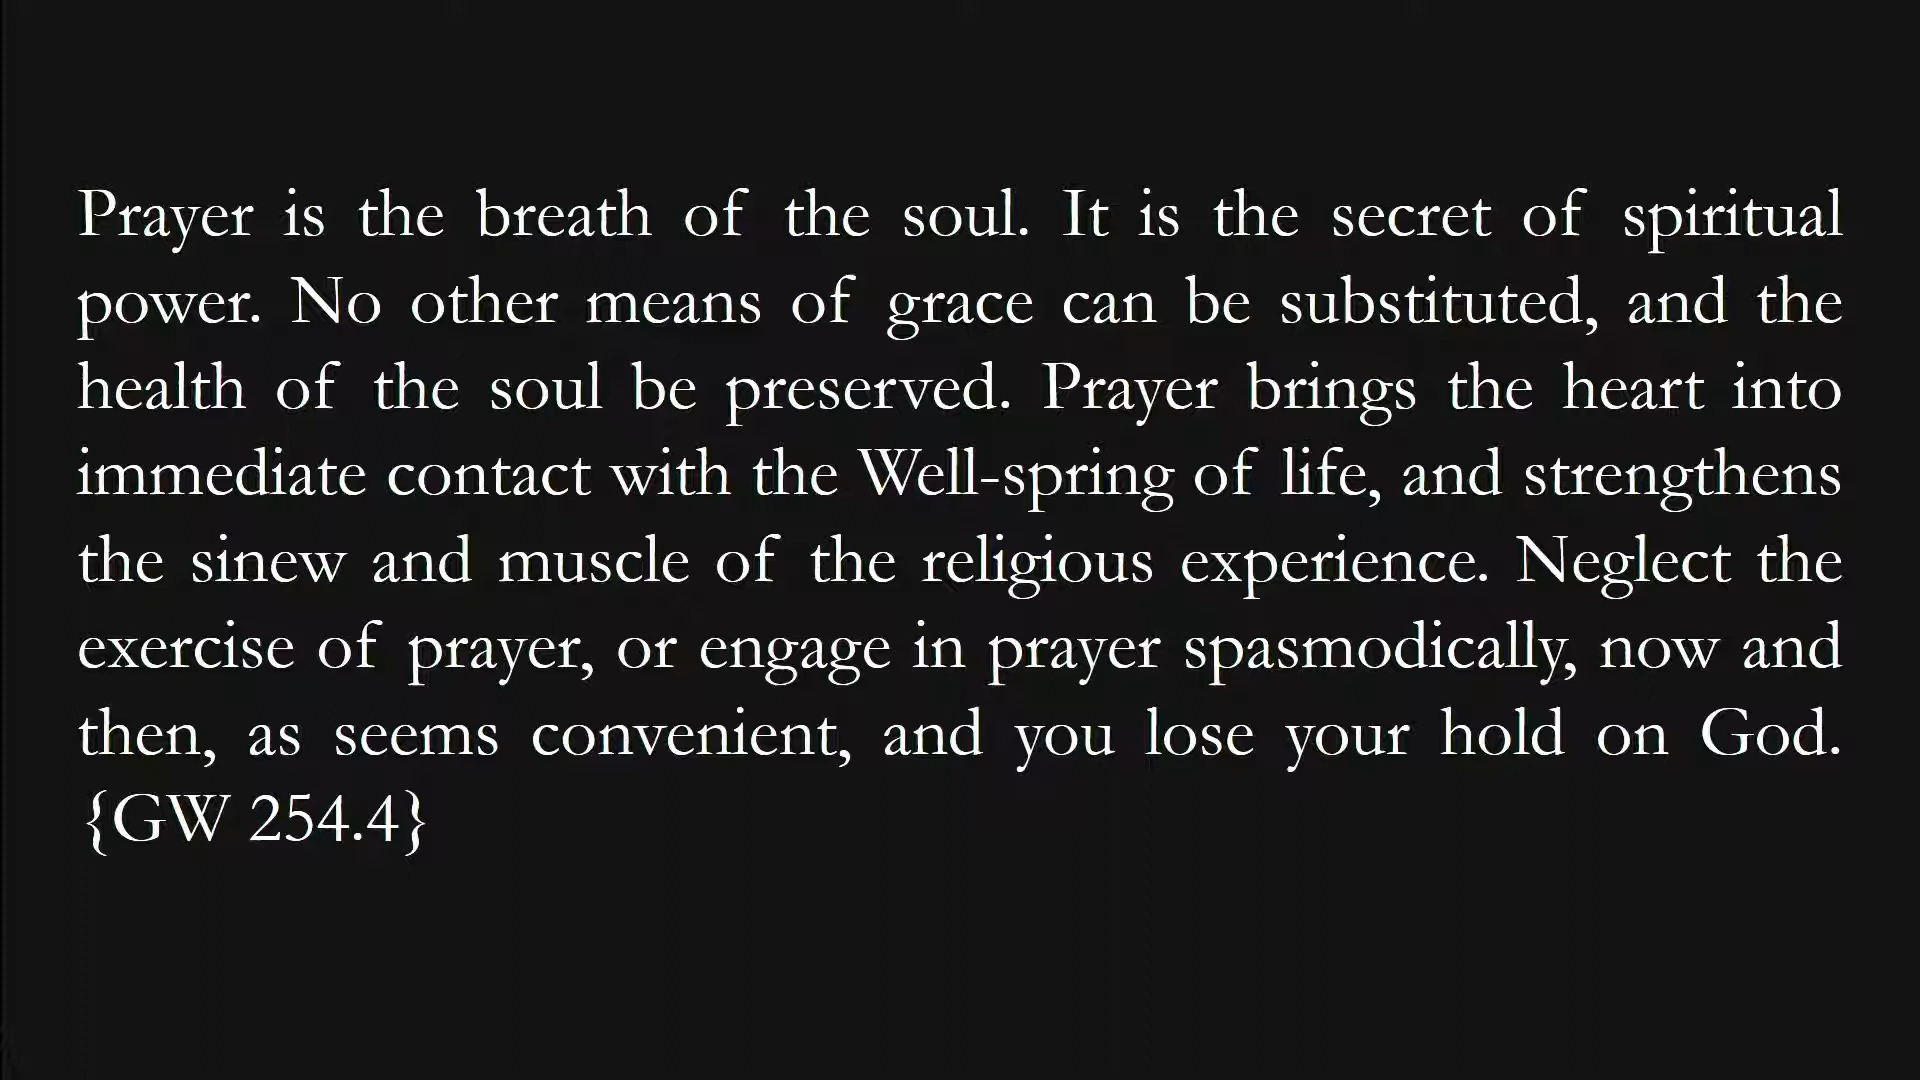 Prayer is the breath of the soul. It is the secret of spiritual
power. No other means of grace can be substituted, and the
health of the soul be preserved. Prayer brings the heart into
immediate contact with the Well-spring of life, and strengthens
the sinew and muscle of the religious experience. Neglect the
exercise of prayer, or engage in prayer spasmodically, now and
then, as seems convenient, and you lose your hold on God.
{GW 254.4}